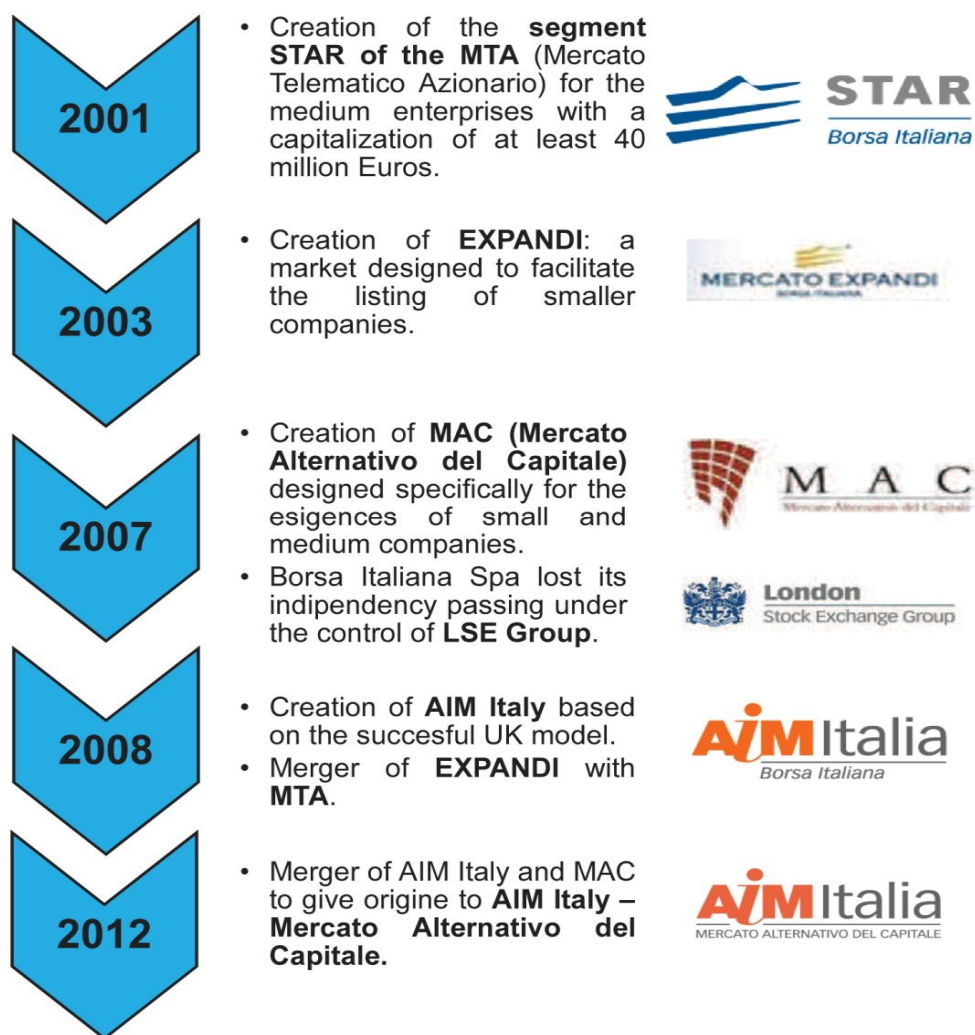 2001
• Creation of the segment
STAR of the MTA (Mercato
Telematico Azionario) for the
medium enterprises with a
capitalization of at least 40
million Euros.
STAR
Borsa Italiana
2003
• Creation of EXPANDI: a
market designed to facilitate
the listing of smaller
companies.
MERCATO EXPANDI
BORSA ITALIANA
2007
• Creation of MAC (Mercato
Alternativo del Capitale)
designed specifically for the
esigences of small and
medium companies.
• Borsa Italiana Spa lost its
indipendency passing under
the control of LSE Group.
M A C
Mercato Alternativo del Capitale
London
Stock Exchange Group
2008
• Creation of AIM Italy based
on the succesful UK model.
• Merger of EXPANDI with
MTA.
AiM Italia
Borsa Italiana
2012
• Merger of AIM Italy and MAC
to give origine to AIM Italy –
Mercato Alternativo del
Capitale.
AiM Italia
MERCATO ALTERNATIVO DEL CAPITALE